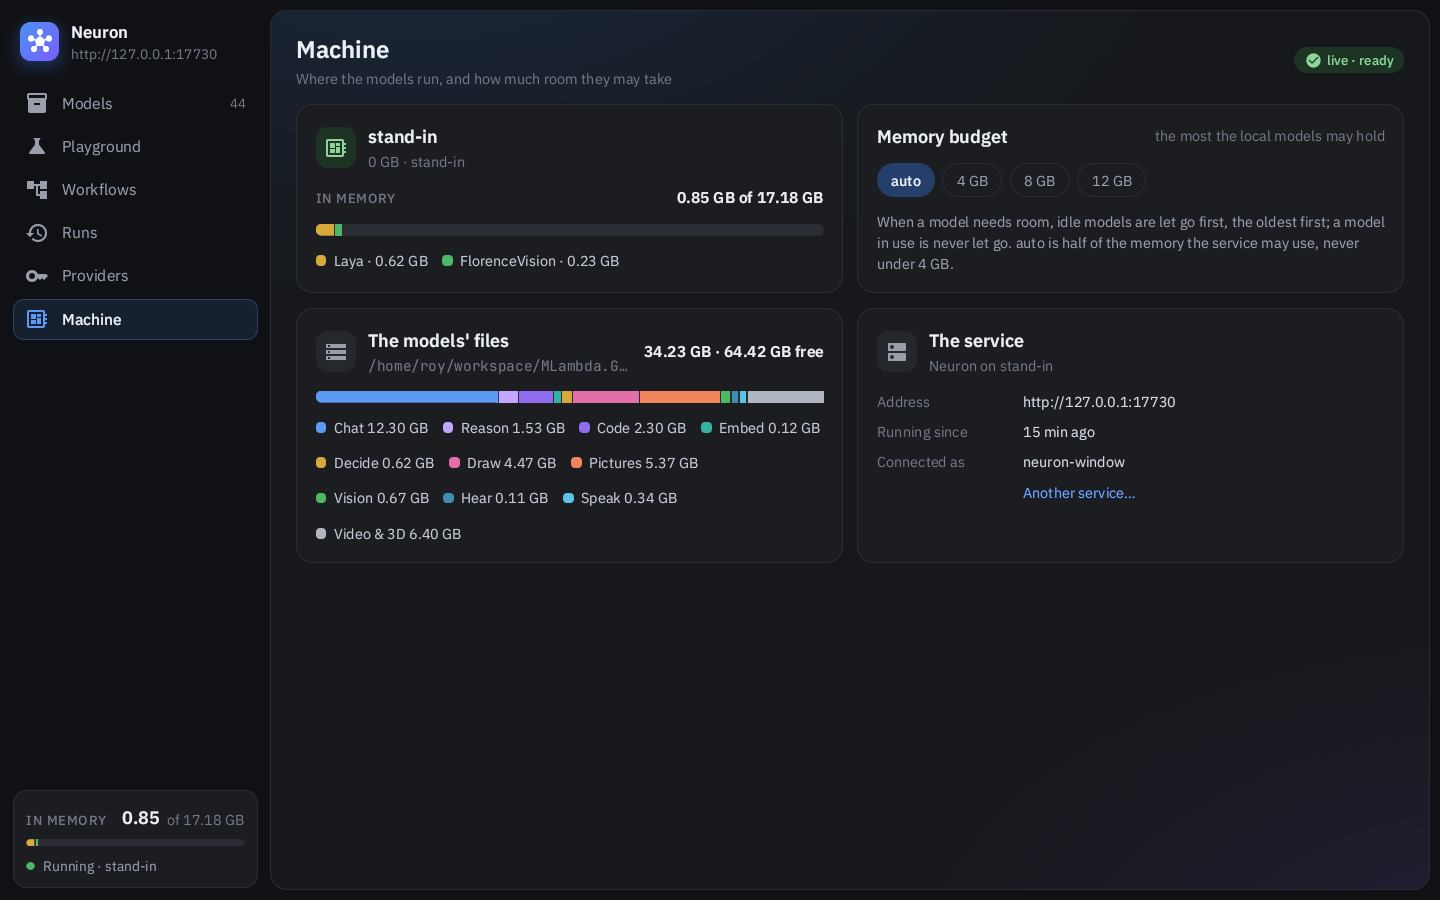 Neuron
http://127.0.0.1:17730
Models 44
Playground
Workflows
Runs
Providers
Machine
IN MEMORY 0.85 of 17.18 GB
Running · stand-in
Machine
Where the models run, and how much room they may take
live · ready
stand-in
0 GB · stand-in
IN MEMORY 0.85 GB of 17.18 GB
Laya · 0.62 GB FlorenceVision · 0.23 GB
Memory budget the most the local models may hold
auto 4 GB 8 GB 12 GB
When a model needs room, idle models are let go first, the oldest first; a model
in use is never let go. auto is half of the memory the service may use, never
under 4 GB.
The models' files
/home/roy/workspace/MLambda.G…
34.23 GB · 64.42 GB free
Chat 12.30 GB Reason 1.53 GB Code 2.30 GB Embed 0.12 GB
Decide 0.62 GB Draw 4.47 GB Pictures 5.37 GB
Vision 0.67 GB Hear 0.11 GB Speak 0.34 GB
Video & 3D 6.40 GB
The service
Neuron on stand-in
Address http://127.0.0.1:17730
Running since 15 min ago
Connected as neuron-window
Another service…